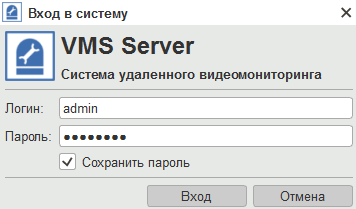 Вход в систему
VMS Server
Система удаленного видеомониторинга
Логин: admin
Пароль: ●●●●●●●●
Сохранить пароль
Вход Отмена